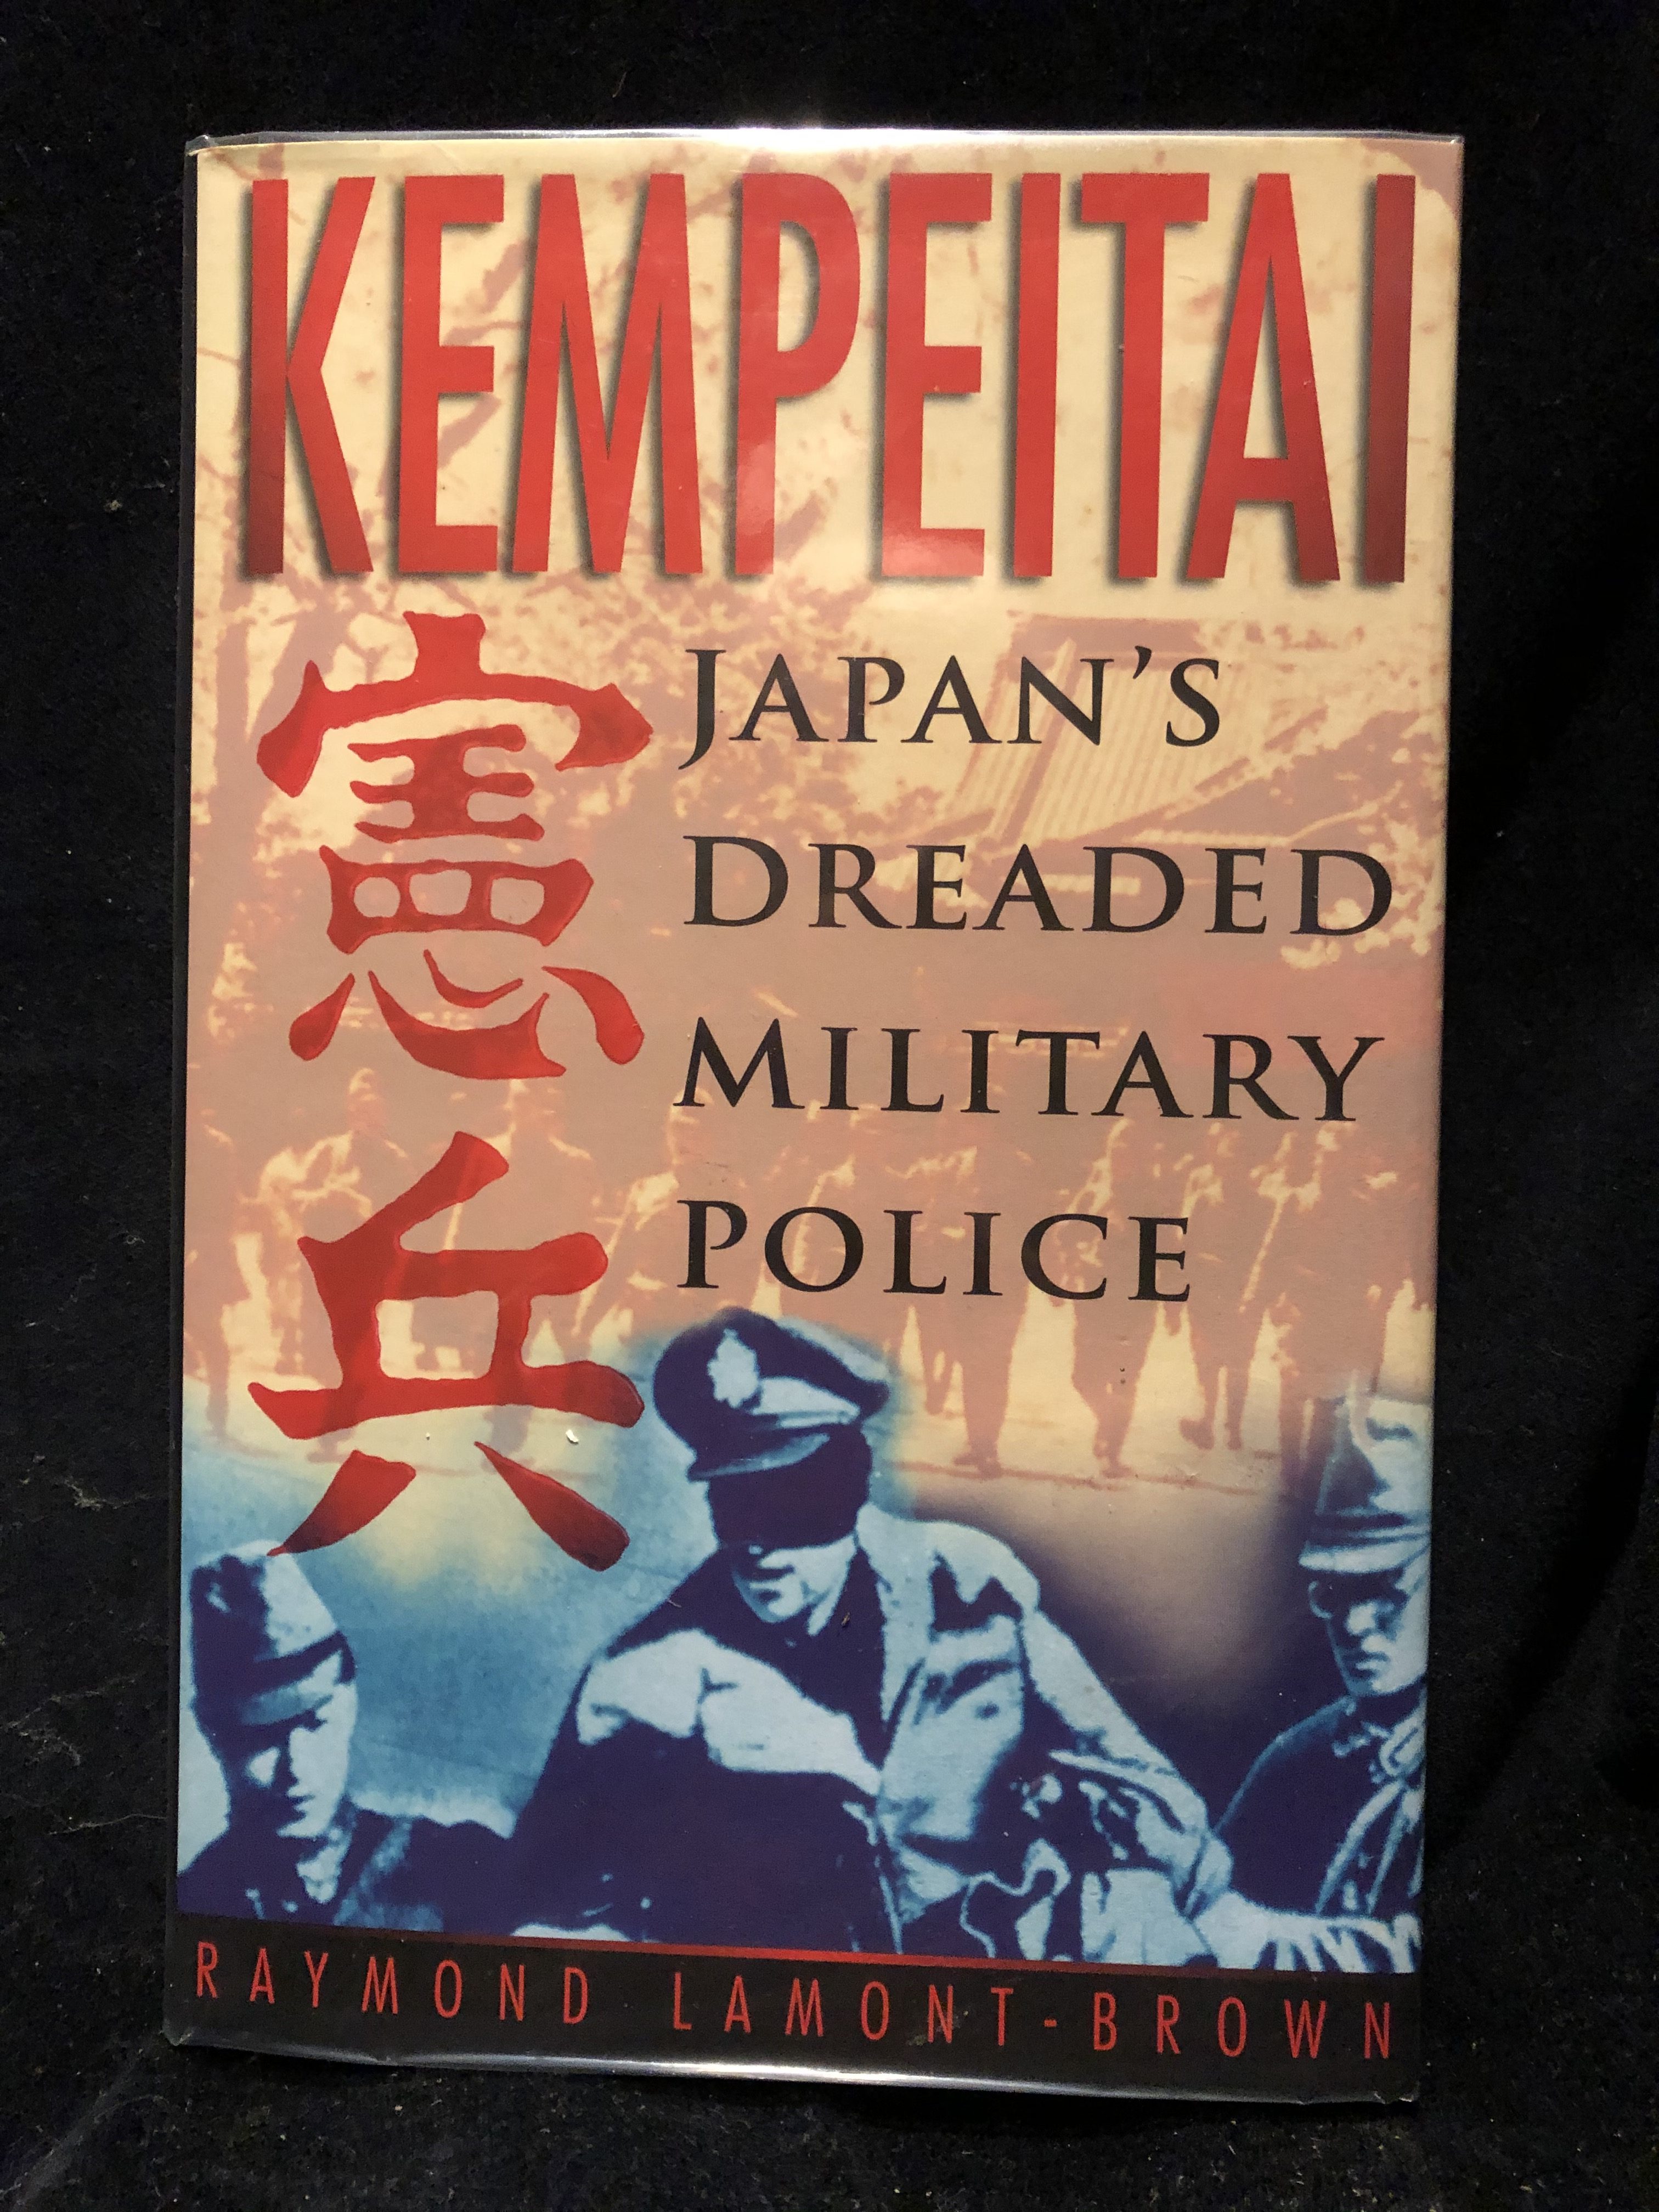 KEMPEITAI
憲
兵
JAPAN'S
DREADED
MILITARY
POLICE
RAYMOND LAMONT-BROWN